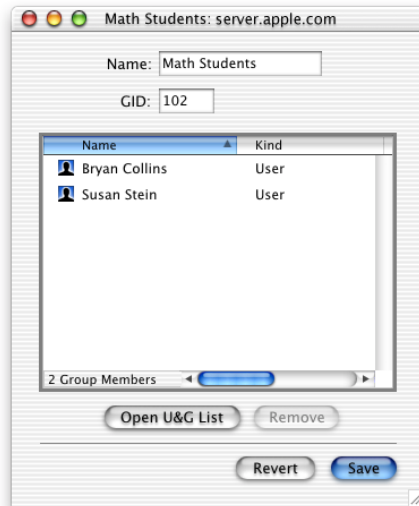 Math Students: server.apple.com
Name: Math Students
GID: 102
Name Kind
Bryan Collins User
Susan Stein User
2 Group Members
Open U&G List Remove
Revert Save